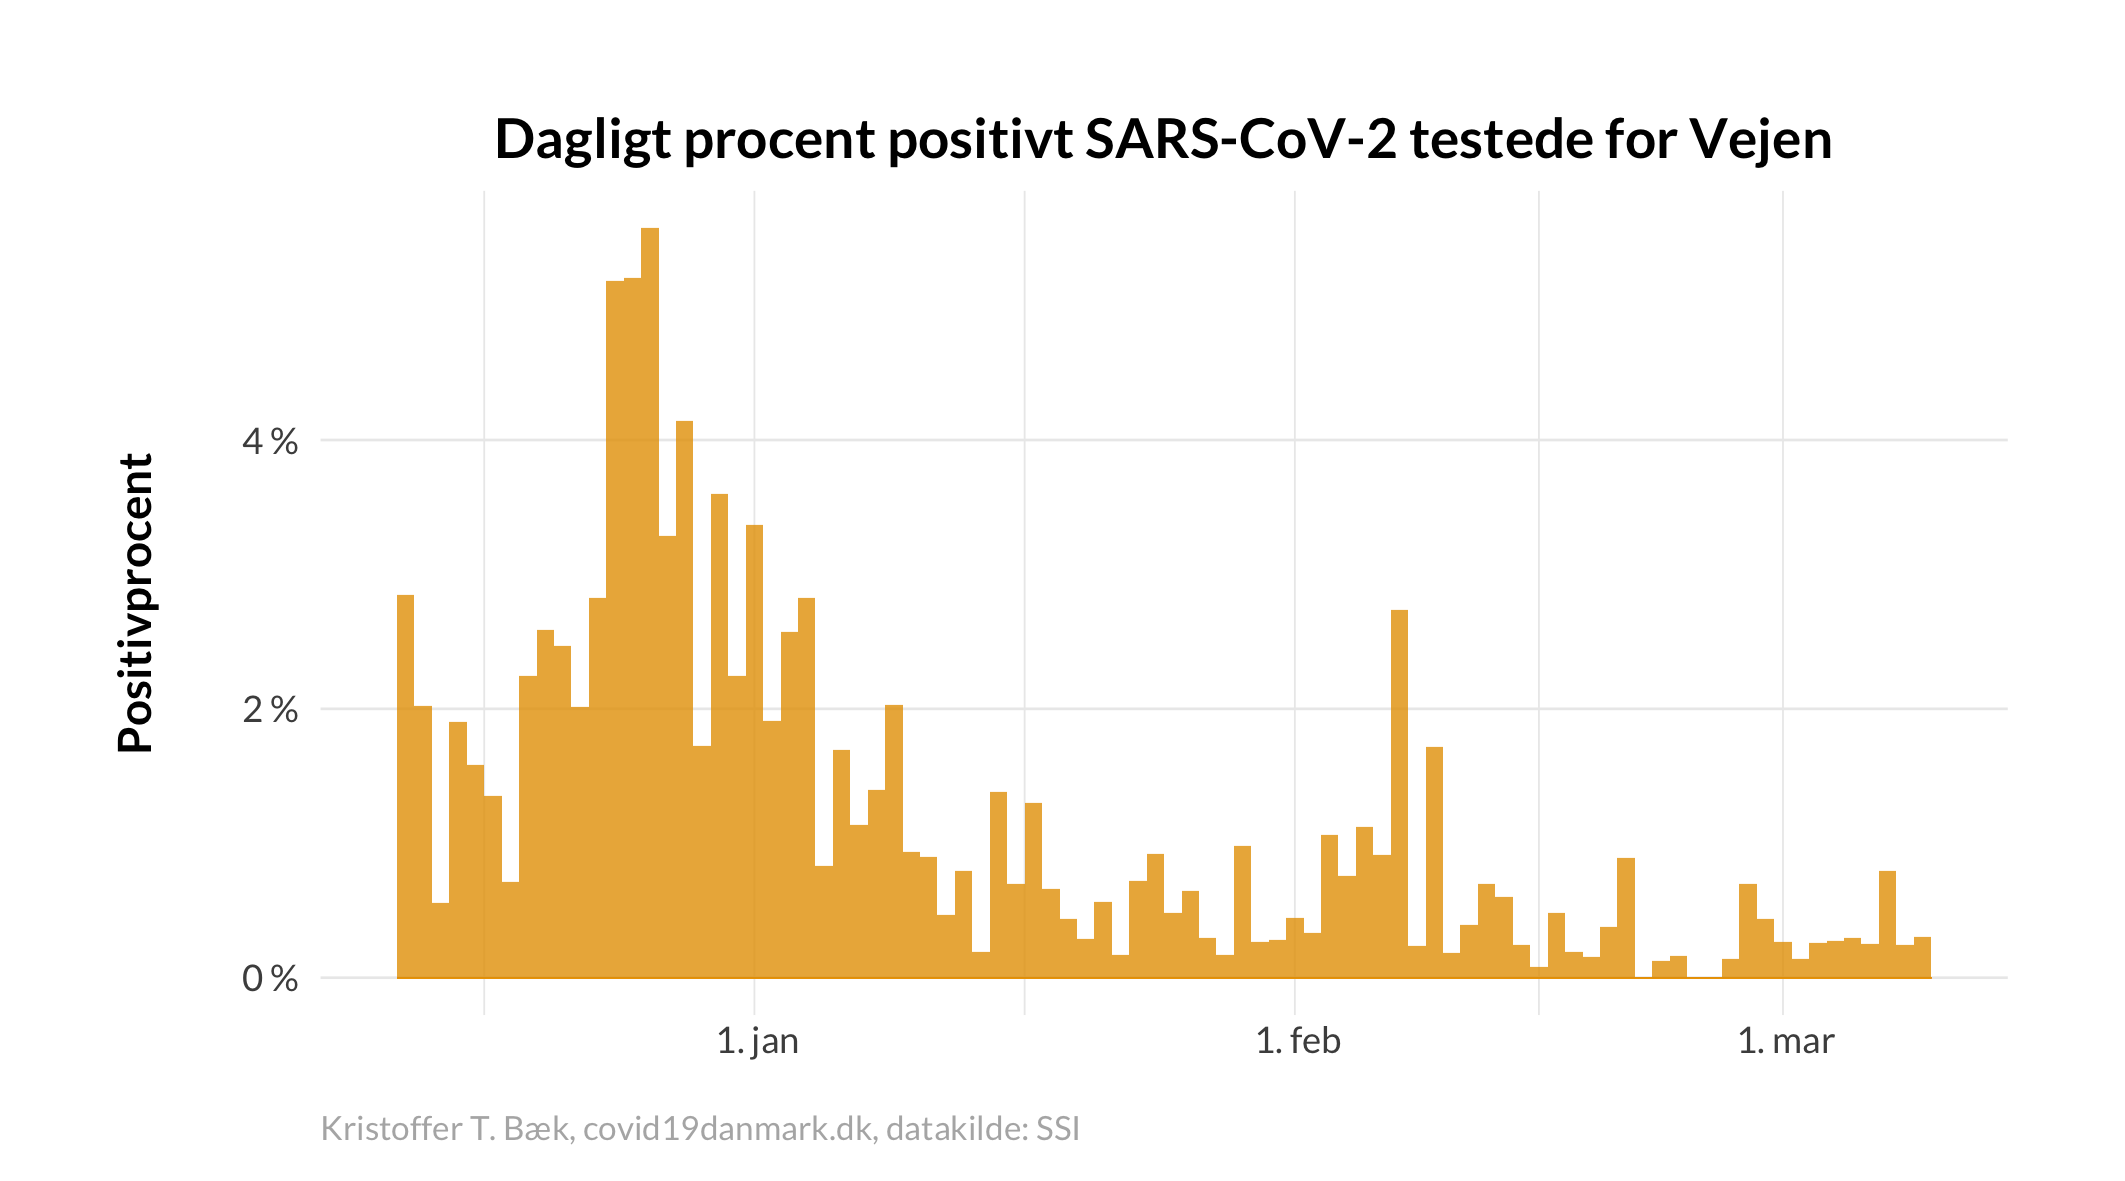 Dagligt procent positivt SARS-CoV-2 testede for Vejen
Positivprocent
4 %
2 %
0 %
1. jan
1. feb
1. mar
Kristoffer T. Bæk, covid19danmark.dk, datakilde: SSI